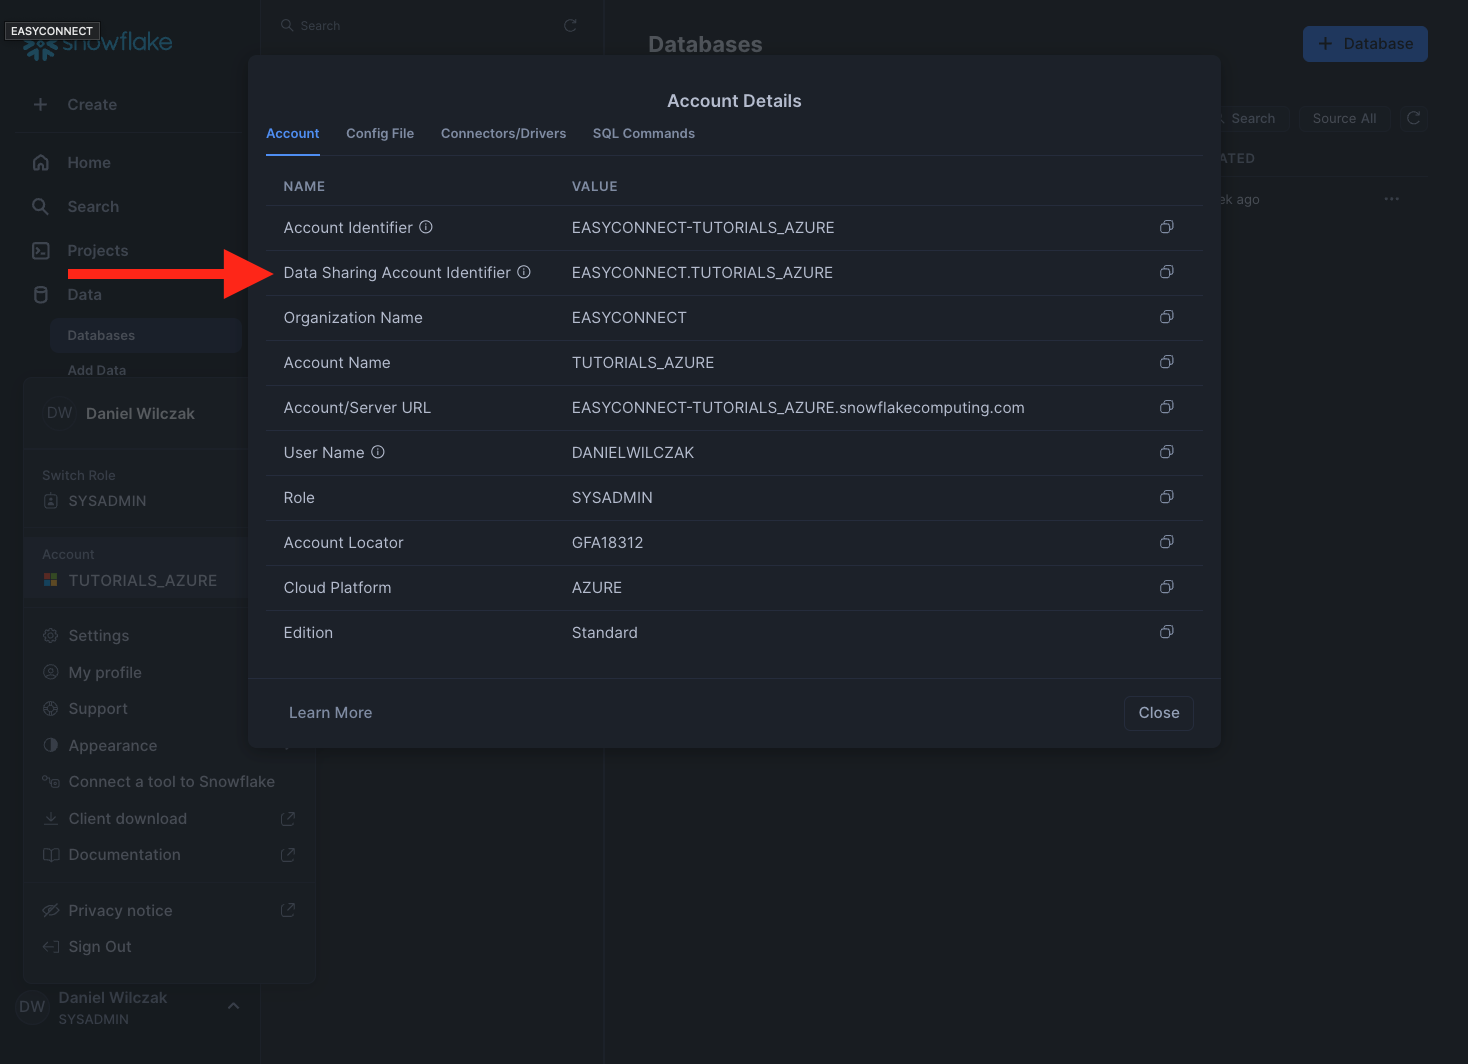 EASYCONNECT
snowflake
Search
Databases
+ Database
Create
Home
Search
Projects
Data
Databases
Add Data
Search
Source All
ATED
ek ago
Account Details
Account
Config File
Connectors/Drivers
SQL Commands
NAME VALUE
Account Identifier EASYCONNECT-TUTORIALS_AZURE
Data Sharing Account Identifier EASYCONNECT.TUTORIALS_AZURE
Organization Name EASYCONNECT
Account Name TUTORIALS_AZURE
Account/Server URL EASYCONNECT-TUTORIALS_AZURE.snowflakecomputing.com
User Name DANIELWILCZAK
Role SYSADMIN
Account Locator GFA18312
Cloud Platform AZURE
Edition Standard
Learn More
Close
DW Daniel Wilczak
Switch Role
SYSADMIN
Account
TUTORIALS_AZURE
Settings
My profile
Support
Appearance
Connect a tool to Snowflake
Client download
Documentation
Privacy notice
Sign Out
DW Daniel Wilczak
SYSADMIN